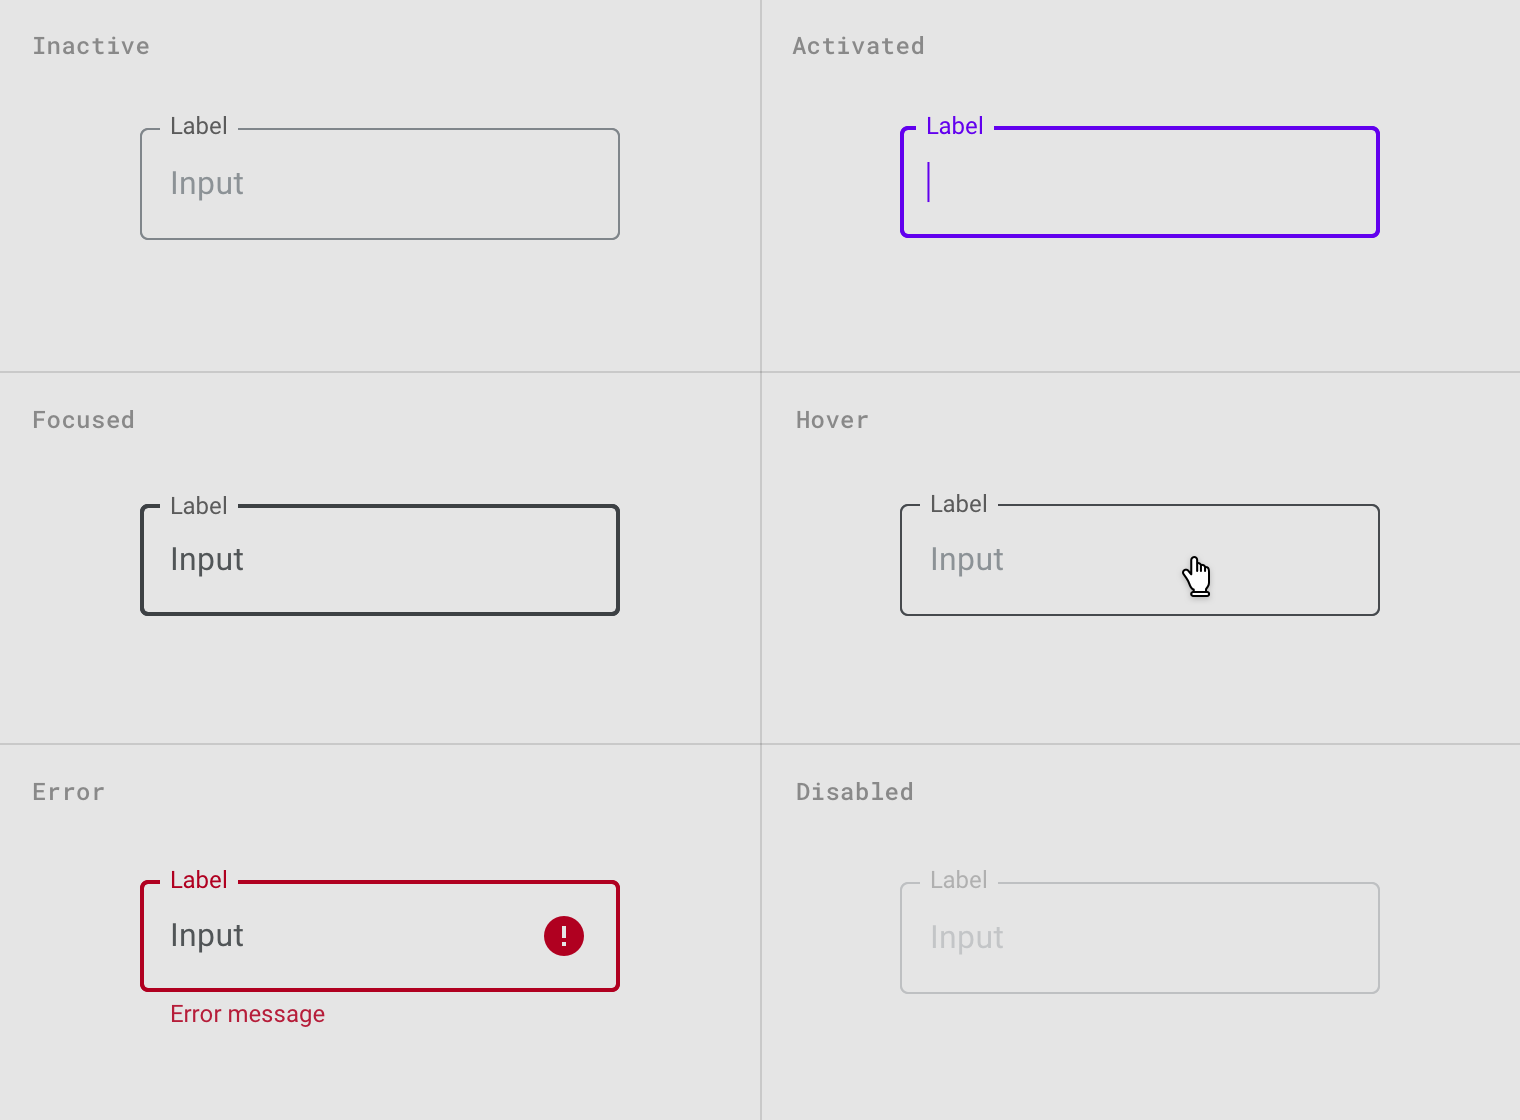 Inactive
Label
Input
Activated
Label
Focused
Label
Input
Hover
Label
Input
Error
Label
Input
!
Error message
Disabled
Label
Input